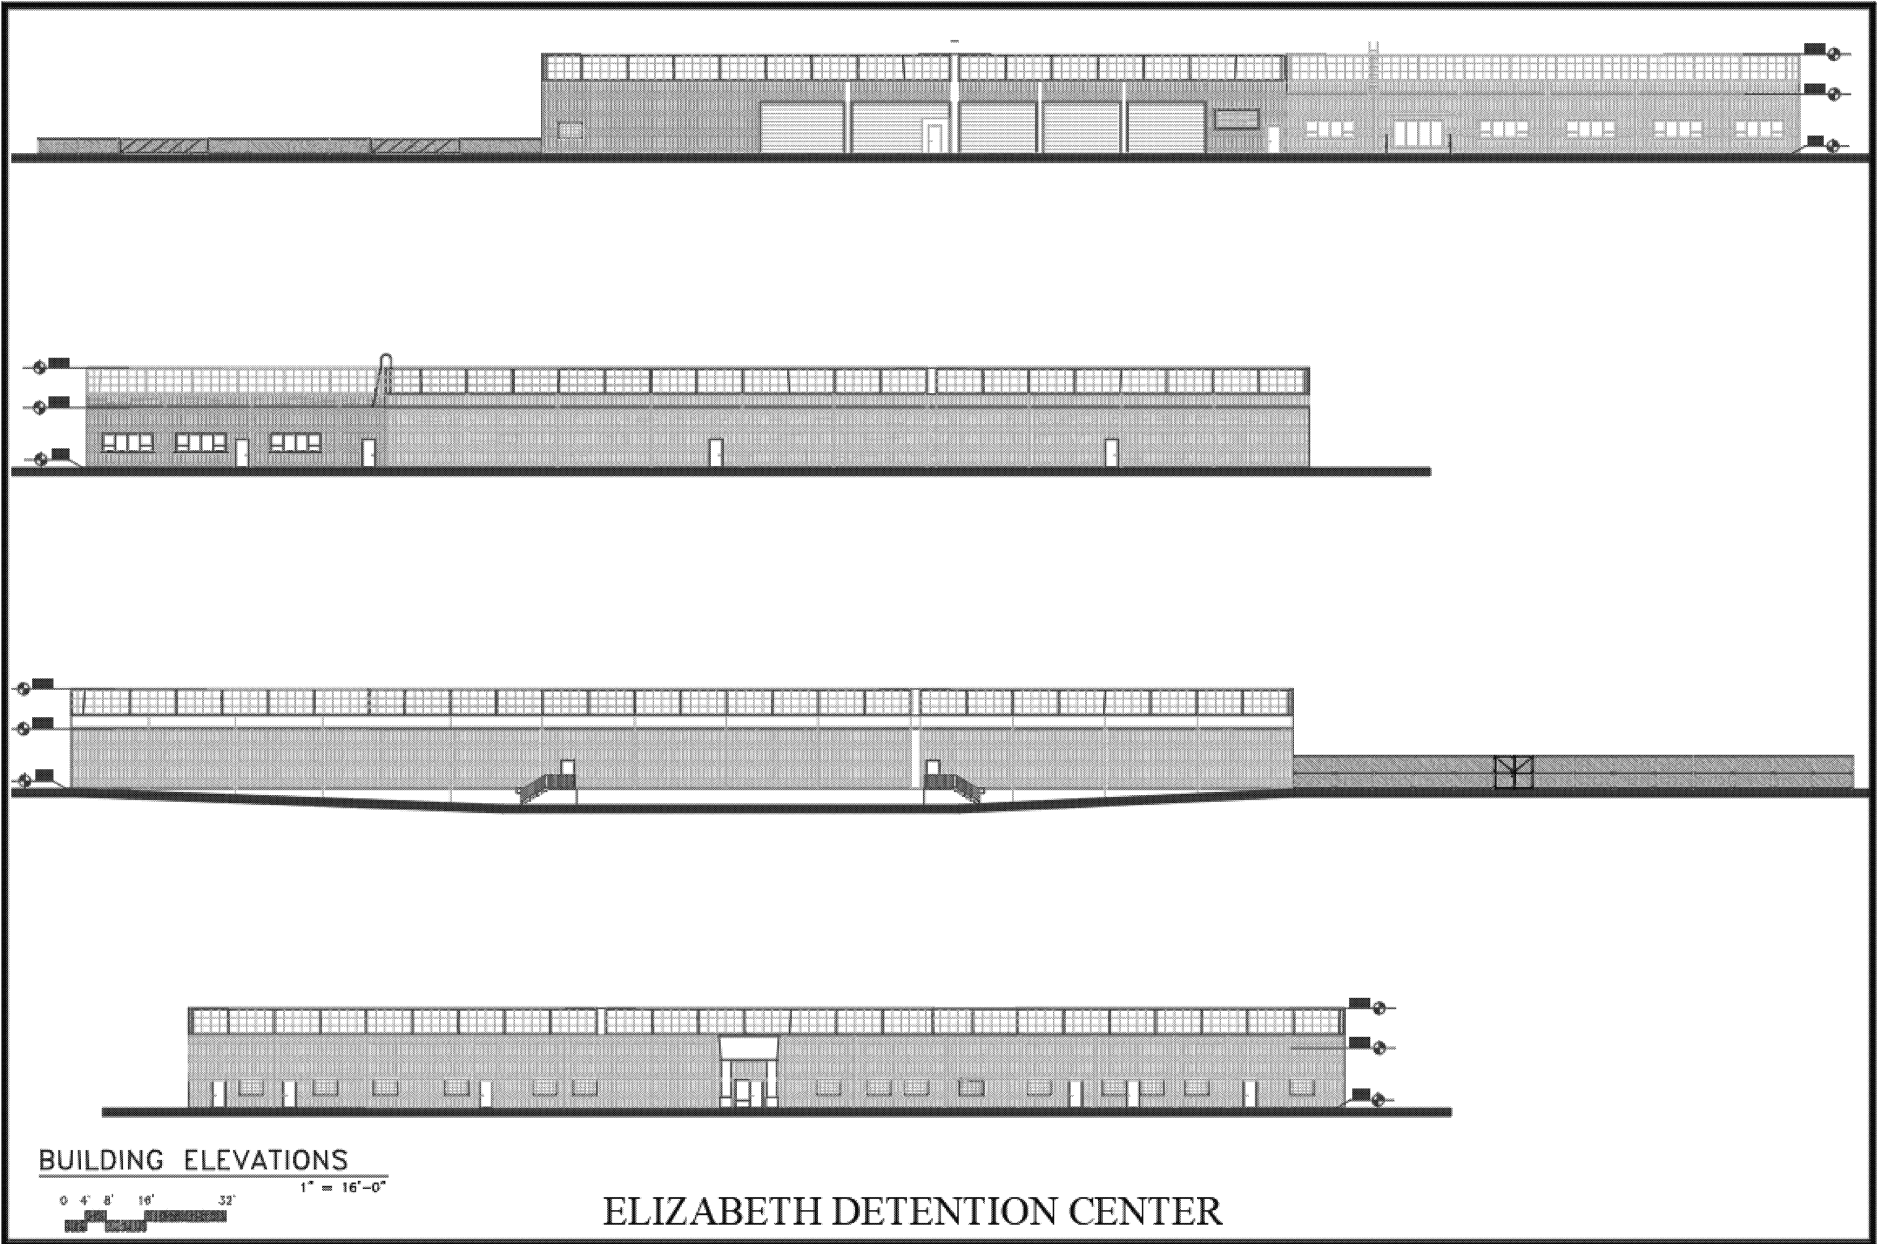 BUILDING ELEVATIONS
1" = 16'-0"
0 4' 8' 16' 32'
ELIZABETH DETENTION CENTER